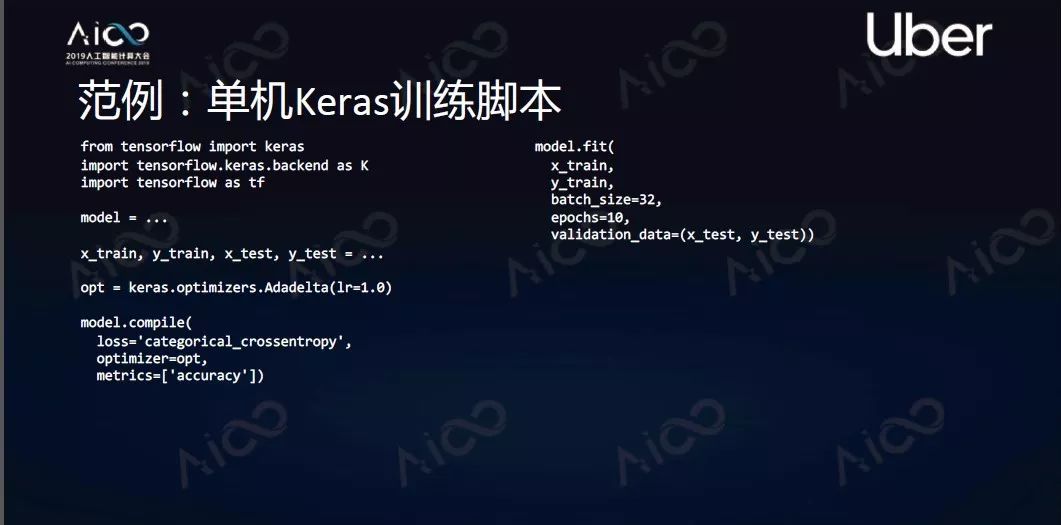 AiCC
2019人工智能计算大会
AI COMPUTING CONFERENCE 2019
Uber
范例：单机Keras训练脚本
from tensorflow import keras
import tensorflow.keras.backend as K
import tensorflow as tf
model = ...
x_train, y_train, x_test, y_test = ...
opt = keras.optimizers.Adadelta(lr=1.0)
model.compile(
loss='categorical_crossentropy',
optimizer=opt,
metrics=['accuracy'])
model.fit(
x_train,
y_train,
batch_size=32,
epochs=10,
validation_data=(x_test, y_test))